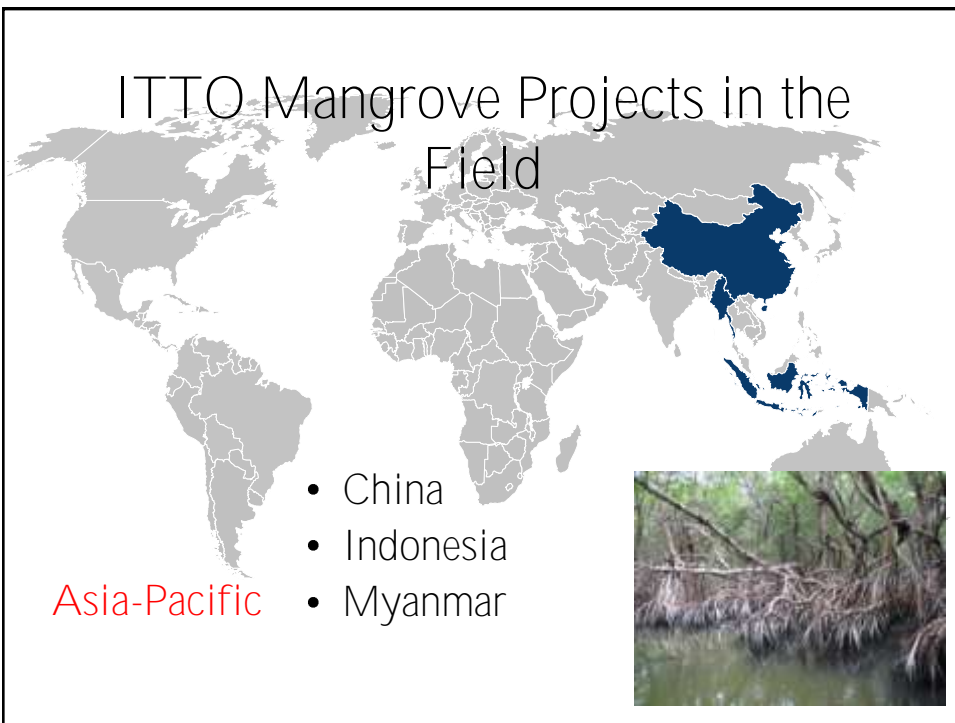 ITTO Mangrove Projects in the
Field
• China
• Indonesia
Asia-Pacific • Myanmar